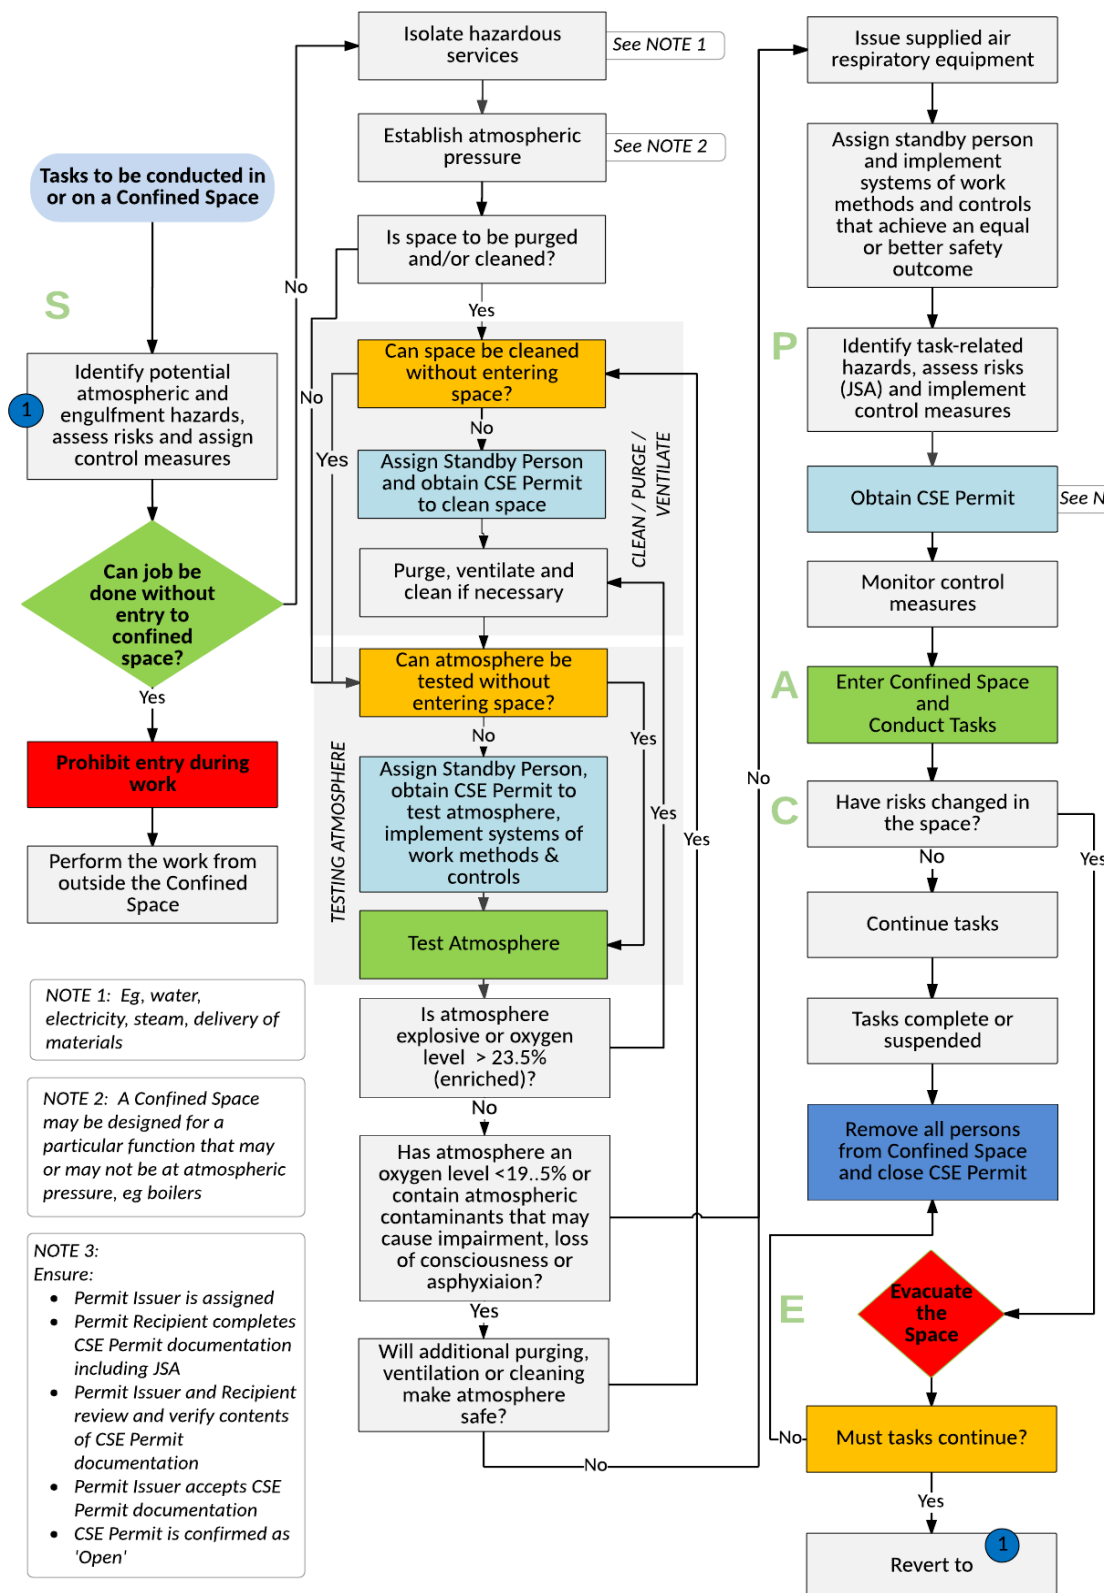 Tasks to be conducted in
or on a Confined Space
S
1
Identify potential
atmospheric and
engulfment hazards,
assess risks and assign
control measures
Can job be
done without
entry to
confined
space?
No
Yes
Prohibit entry during
work
Perform the work from
outside the Confined
Space
NOTE 1:  Eg, water,
electricity, steam, delivery of
materials
NOTE 2:  A Confined Space
may be designed for a
particular function that may
or may not be at atmospheric
pressure, eg boilers
NOTE 3:
Ensure:
• Permit Issuer is assigned
• Permit Recipient completes
CSE Permit documentation
including JSA
• Permit Issuer and Recipient
review and verify contents
of CSE Permit
documentation
• Permit Issuer accepts CSE
Permit documentation
• CSE Permit is confirmed as
'Open'
Isolate hazardous
services
See NOTE 1
Establish atmospheric
pressure
See NOTE 2
Is space to be purged
and/or cleaned?
No
Yes
Can space be cleaned
without entering
space?
Yes
No
Assign Standby Person
and obtain CSE Permit
to clean space
CLEAN / PURGE /
VENTILATE
Purge, ventilate and
clean if necessary
Can atmosphere be
tested without
entering space?
No
Yes
TESTING ATMOSPHERE
Assign Standby Person,
obtain CSE Permit to
test atmosphere,
implement systems of
work methods &
controls
Test Atmosphere
Is atmosphere
explosive or oxygen
level  > 23.5%
(enriched)?
Yes
No
Has atmosphere an
oxygen level <19..5% or
contain atmospheric
contaminants that may
cause impairment, loss
of consciousness or
asphyxiaion?
No
Yes
Will additional purging,
ventilation or cleaning
make atmosphere
safe?
Yes
No
Issue supplied air
respiratory equipment
Assign standby person
and implement
systems of work
methods and controls
that achieve an equal
or better safety
outcome
P
Identify task-related
hazards, assess risks
(JSA) and implement
control measures
Obtain CSE Permit
See N
Monitor control
measures
A
Enter Confined Space
and
Conduct Tasks
C
Have risks changed in
the space?
No
Yes
Continue tasks
Tasks complete or
suspended
Remove all persons
from Confined Space
and close CSE Permit
E
Evacuate
the
Space
Must tasks continue?
No
Yes
Revert to
1